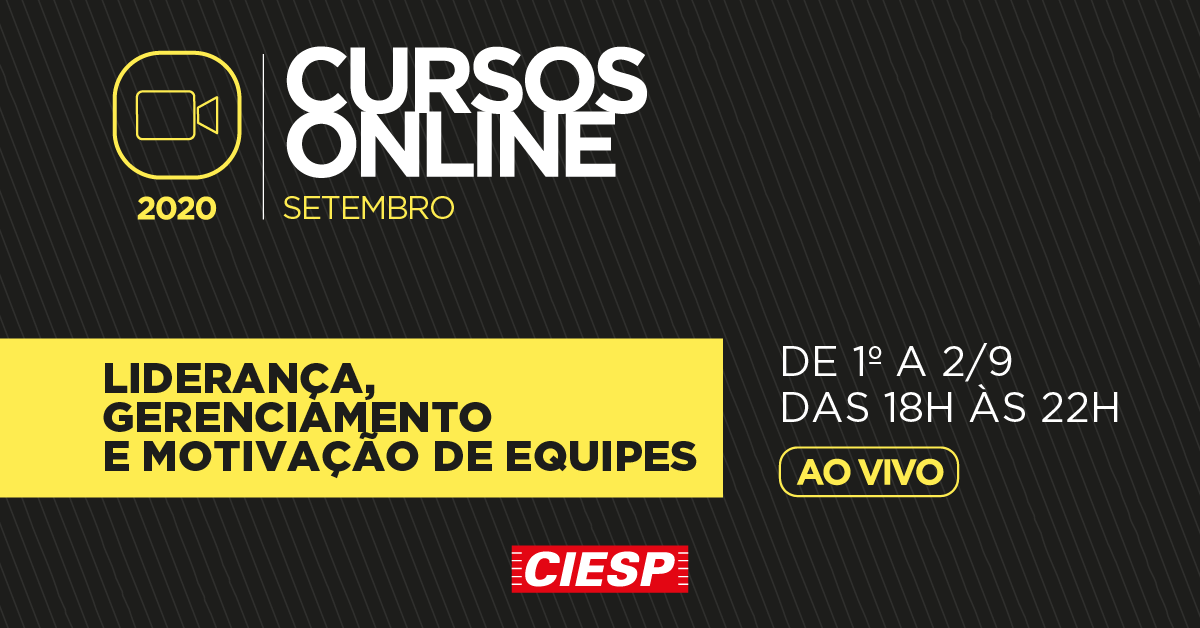 CURSOS
ONLINE
2020
SETEMBRO
LIDERANÇA,
GERENCIAMENTO
E MOTIVAÇÃO DE EQUIPES
DE 1º A 2/9
DAS 18H ÀS 22H
AO VIVO
CIESP